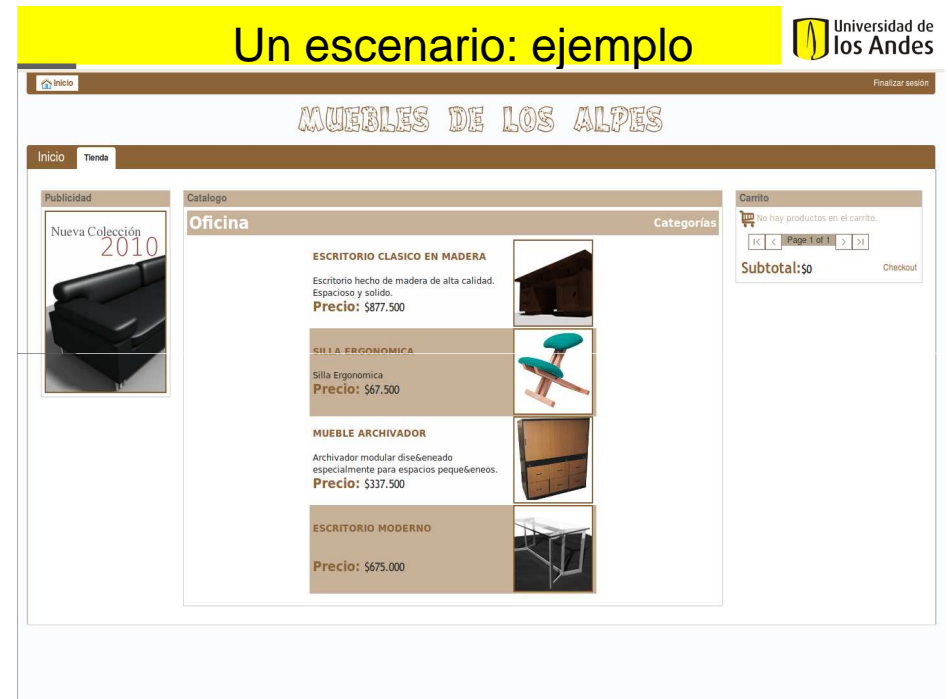 Un escenario: ejemplo
Universidad de
los Andes
Inicio
Finalizar sesión
MUEBLES DE LOS ALPES
Inicio
Tienda
Publicidad
Nueva Colección
2010
Catalogo
Oficina
Categorías
ESCRITORIO CLASICO EN MADERA
Escritorio hecho de madera de alta calidad.
Espacioso y solido.
Precio: $877.500
SILLA ERGONOMICA
Silla Ergonomica
Precio: $67.500
MUEBLE ARCHIVADOR
Archivador modular dise&eneado
especialmente para espacios peque&eneos.
Precio: $337.500
ESCRITORIO MODERNO
Precio: $675.000
Carrito
No hay productos en el carrito.
Page 1 of 1
Subtotal:$0
Checkout